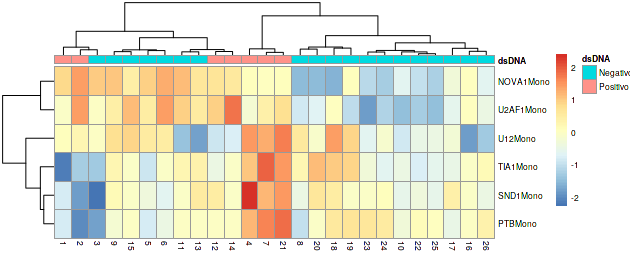 dsDNA
dsDNA
Negativo
Positivo
NOVA1Mono
U2AF1Mono
U12Mono
TIA1Mono
SND1Mono
PTBMono
2
1
0
-1
-2
1 2 3 9 15 5 6 11 13 12 14 4 7 21 8 20 18 19 23 24 10 22 25 17 16 26